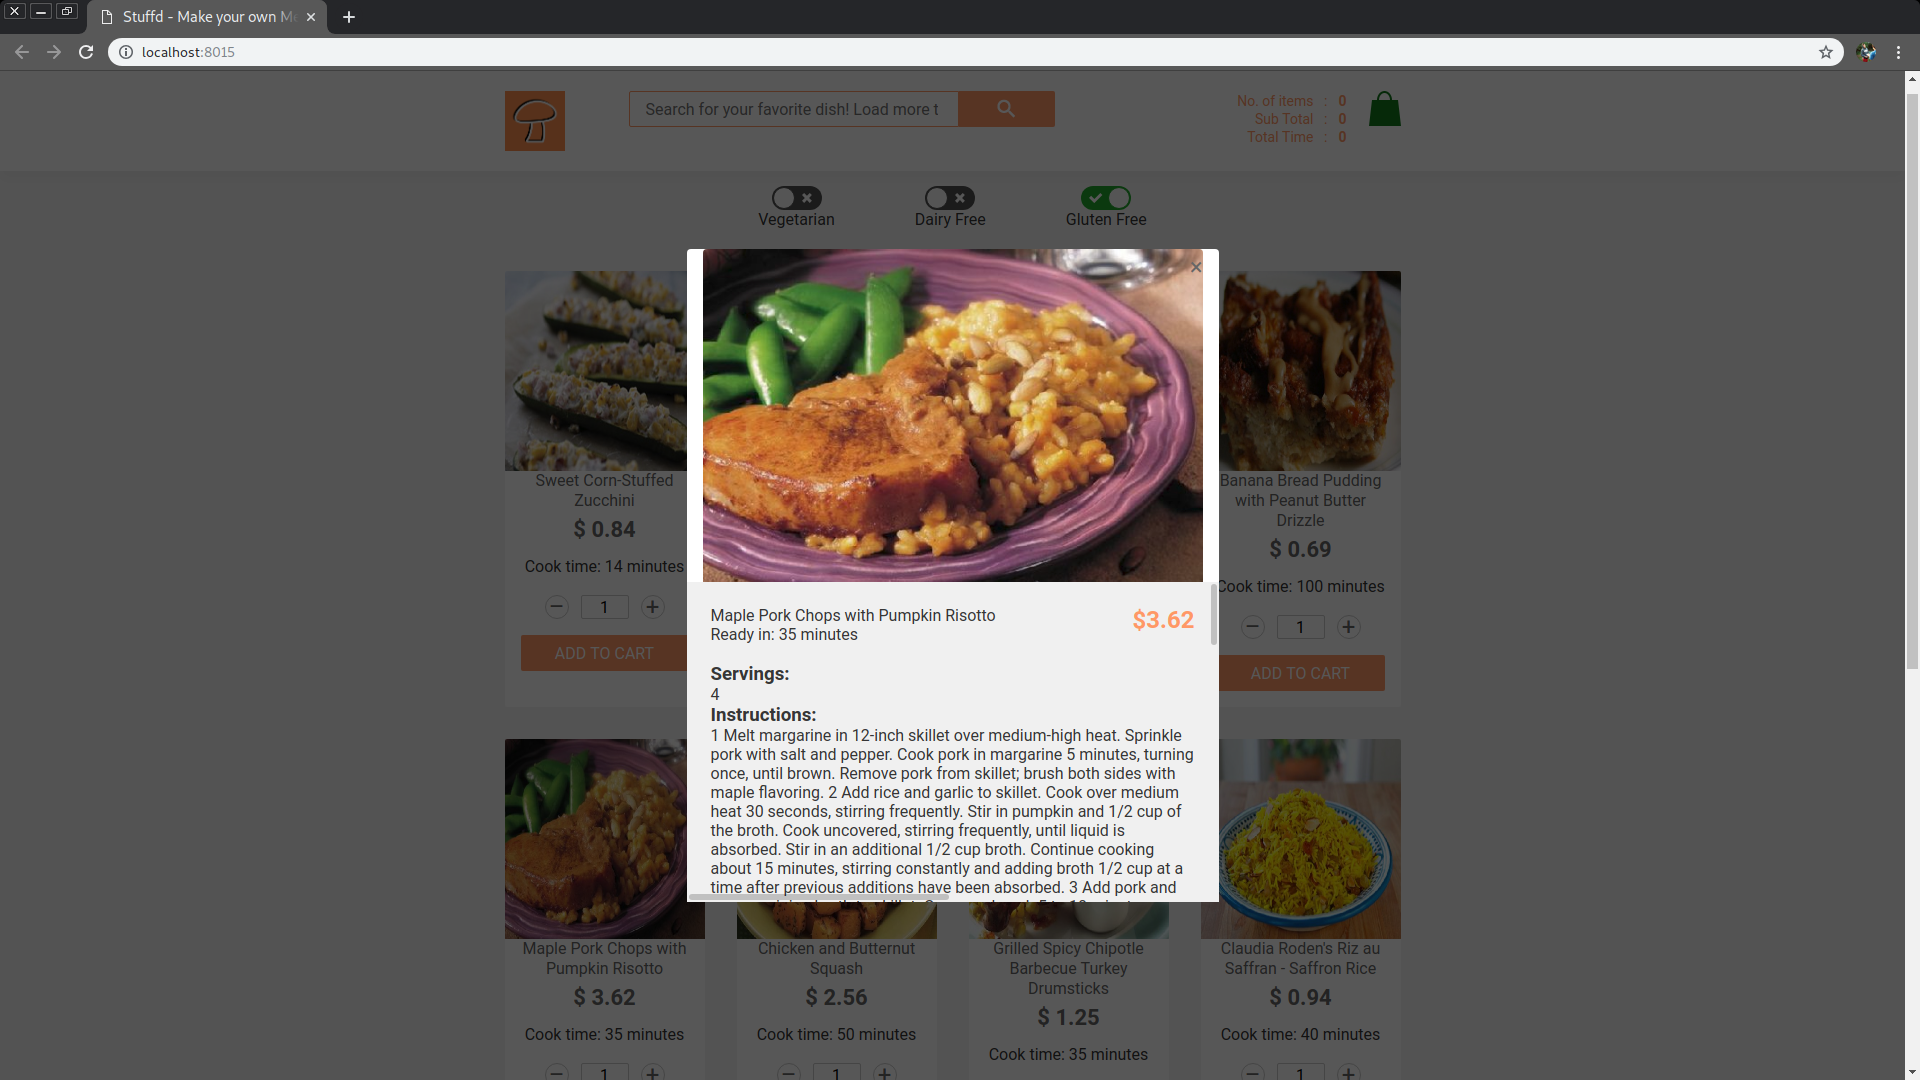 Stuffd - Make your own M
localhost:8015
Search for your favorite dish! Load more t
No. of items : 0
Sub Total : 0
Total Time : 0
Vegetarian
Dairy Free
Gluten Free
Sweet Corn-Stuffed
Zucchini
$ 0.84
Cook time: 14 minutes
1
ADD TO CART
Maple Pork Chops with Pumpkin Risotto
$3.62
Ready in: 35 minutes
Servings:
4
Instructions:
1 Melt margarine in 12-inch skillet over medium-high heat. Sprinkle
pork with salt and pepper. Cook pork in margarine 5 minutes, turning
once, until brown. Remove pork from skillet; brush both sides with
maple flavoring. 2 Add rice and garlic to skillet. Cook over medium
heat 30 seconds, stirring frequently. Stir in pumpkin and 1/2 cup of
the broth. Cook uncovered, stirring frequently, until liquid is
absorbed. Stir in an additional 1/2 cup broth. Continue cooking
about 15 minutes, stirring constantly and adding broth 1/2 cup at a
time after previous additions have been absorbed. 3 Add pork and
Banana Bread Pudding
with Peanut Butter
Drizzle
$ 0.69
Cook time: 100 minutes
1
ADD TO CART
Maple Pork Chops with
Pumpkin Risotto
$ 3.62
Cook time: 35 minutes
1
Chicken and Butternut
Squash
$ 2.56
Cook time: 50 minutes
1
Grilled Spicy Chipotle
Barbecue Turkey
Drumsticks
$ 1.25
Cook time: 35 minutes
Claudia Roden's Riz au
Saffran - Saffron Rice
$ 0.94
Cook time: 40 minutes
1